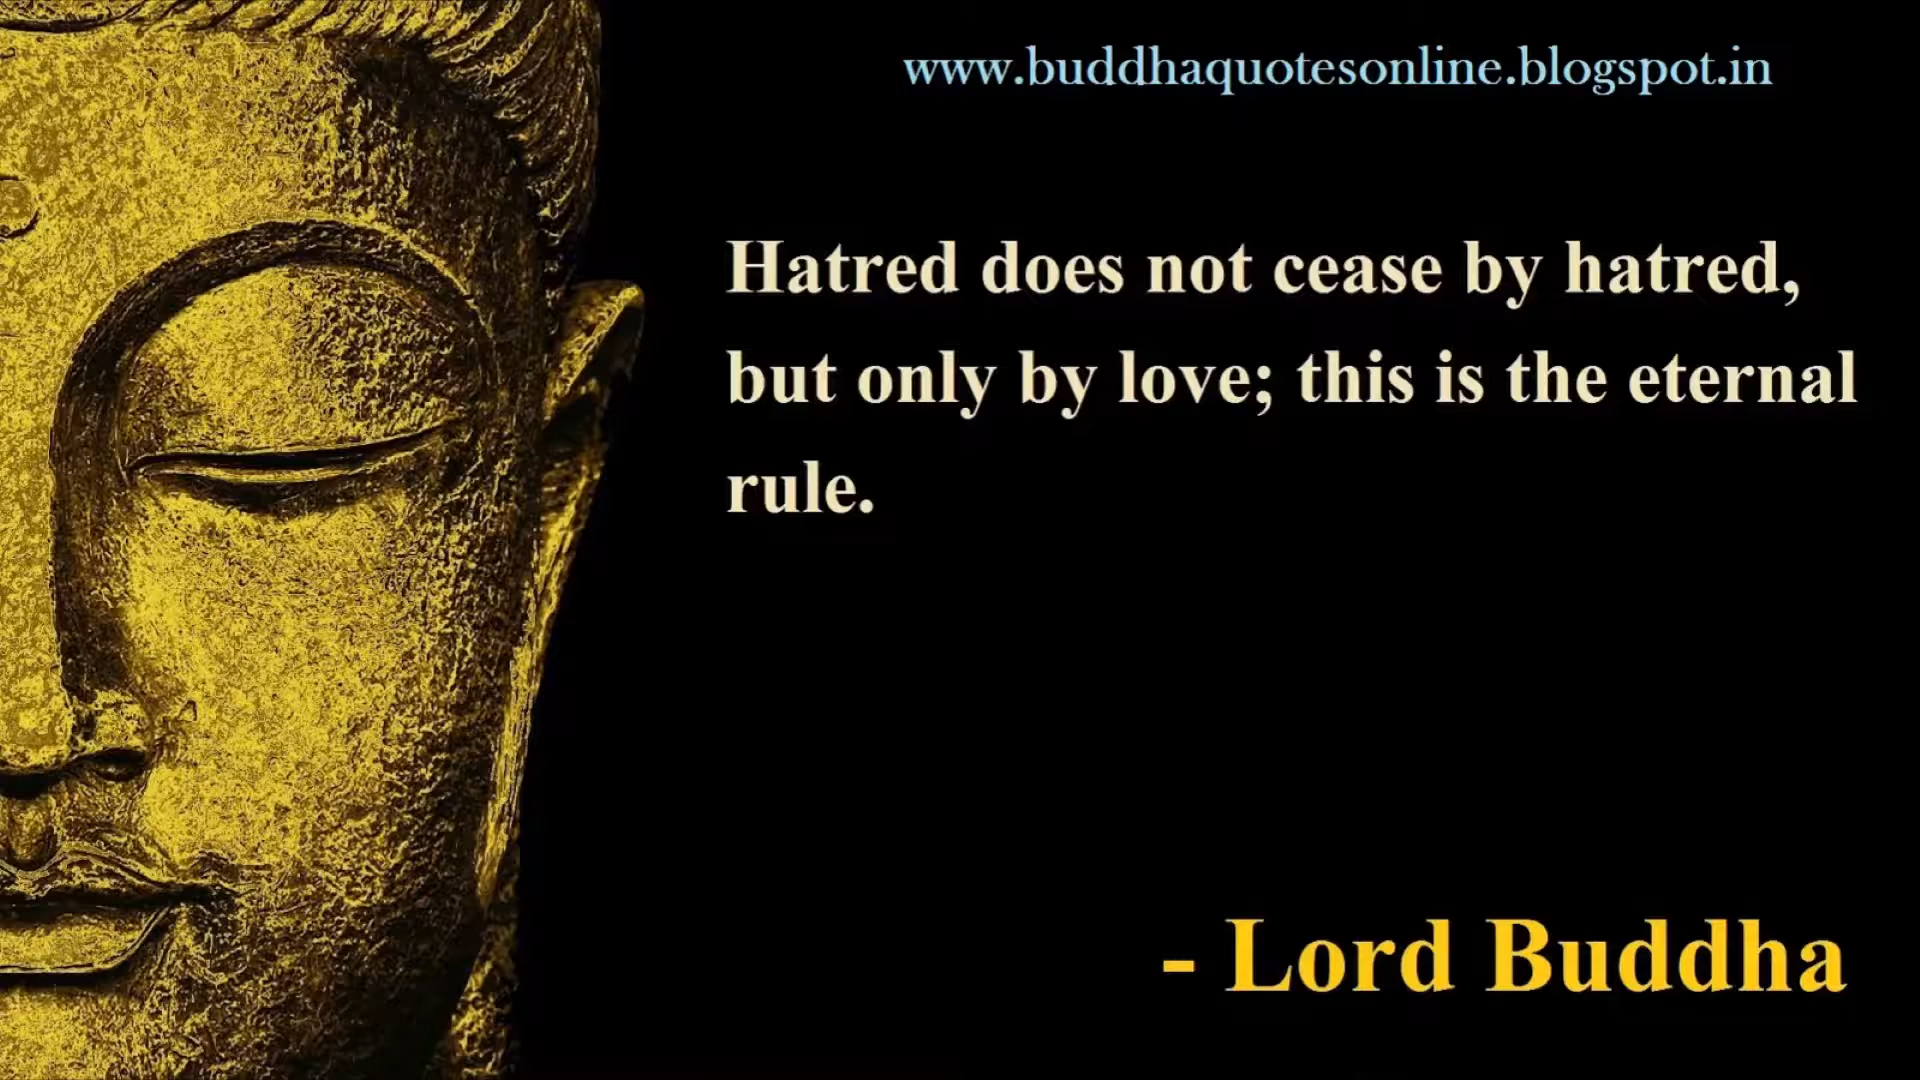 www.buddhaquotesonline.blogspot.in
Hatred does not cease by hatred,
but only by love; this is the eternal
rule.
- Lord Buddha